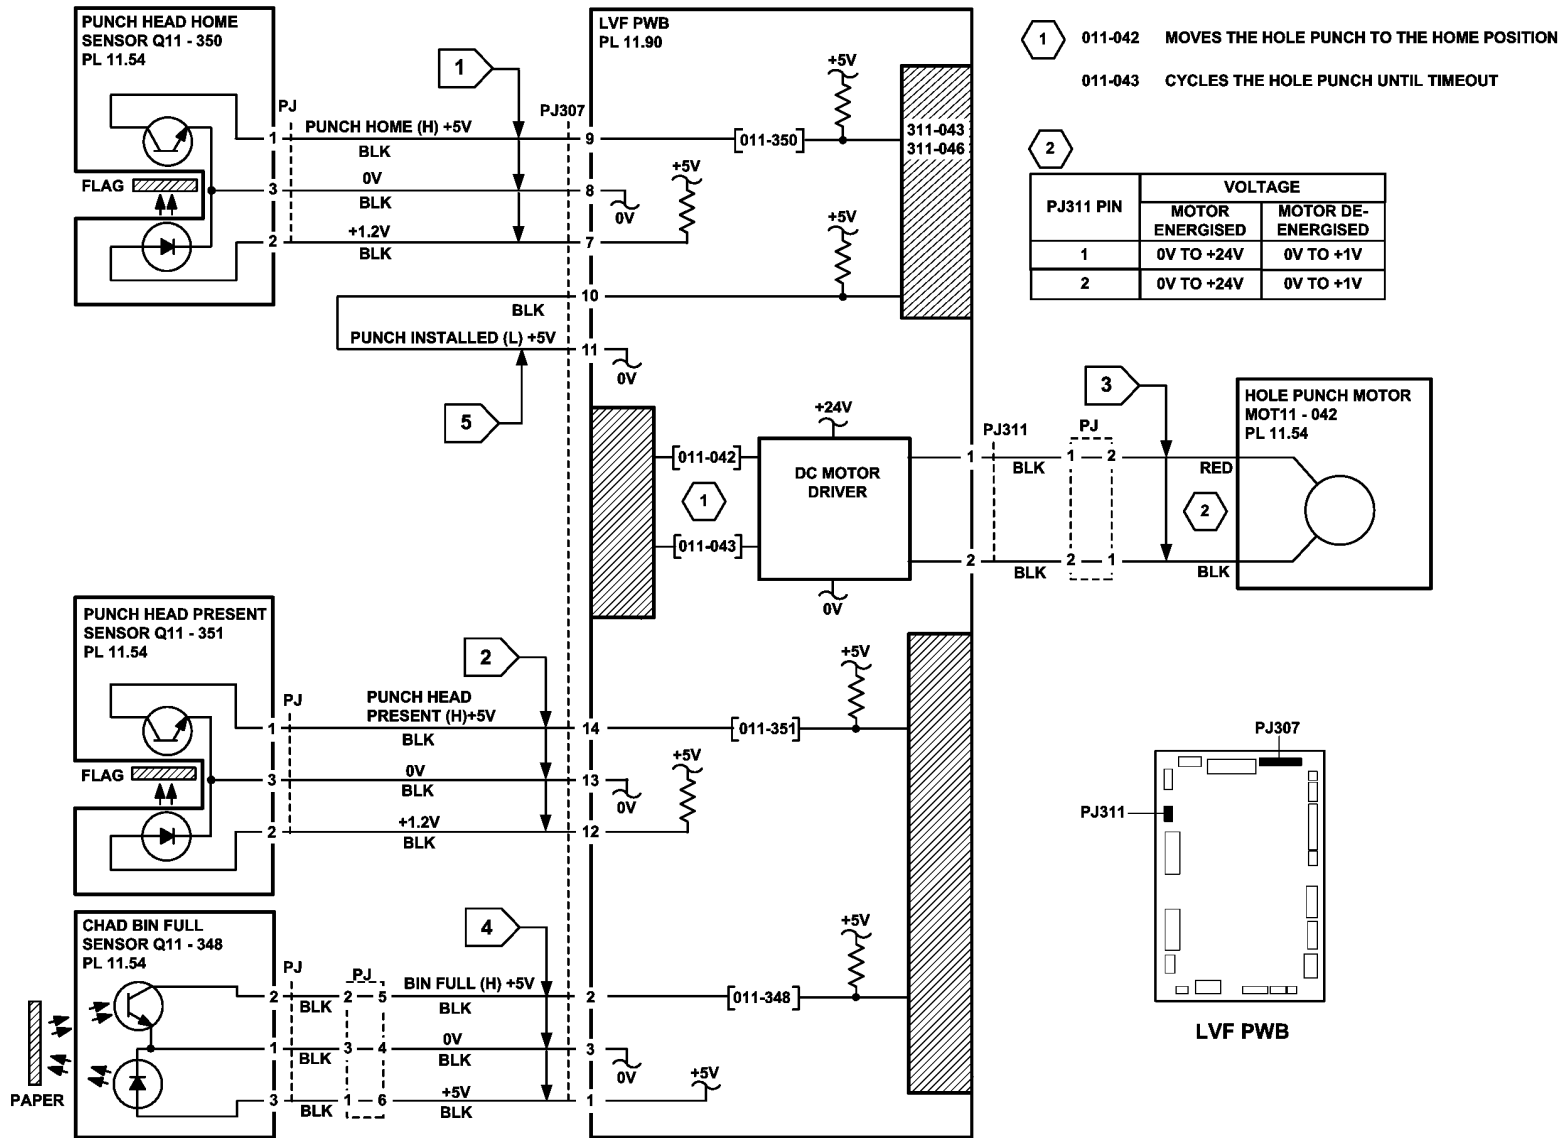 PUNCH HEAD HOME
SENSOR Q11 - 350
PL 11.54
PJ
1
PUNCH HOME (H) +5V
BLK
FLAG
3
0V
BLK
2
+1.2V
BLK
1
PJ307
LVF PWB
PL 11.90
+5V
9
[011-350]
311-043
311-046
8
0V
+5V
7
+5V
10
BLK
PUNCH INSTALLED (L) +5V
11
0V
5
1
011-042 MOVES THE HOLE PUNCH TO THE HOME POSITION
011-043 CYCLES THE HOLE PUNCH UNTIL TIMEOUT
2
PJ311 PIN
VOLTAGE
MOTOR
ENERGISED
MOTOR DE-
ENERGISED
1 0V TO +24V 0V TO +1V
2 0V TO +24V 0V TO +1V
+24V
[011-042]
1
[011-043]
DC MOTOR
DRIVER
0V
PJ311
1
BLK
2
BLK
PJ
1 2
2 1
3
RED
2
BLK
HOLE PUNCH MOTOR
MOT11 - 042
PL 11.54
PUNCH HEAD PRESENT
SENSOR Q11 - 351
PL 11.54
PJ
1
PUNCH HEAD
PRESENT (H)+5V
BLK
FLAG
3
0V
BLK
2
+1.2V
BLK
2
14
[011-351]
+5V
13
0V
+5V
12
CHAD BIN FULL
SENSOR Q11 - 348
PL 11.54
PAPER
PJ
PJ
2
BLK
2 5
BIN FULL (H) +5V
BLK
1
BLK
3 4
0V
BLK
3
BLK
1 6
+5V
BLK
4
2
[011-348]
+5V
3
0V
1
+5V
PJ307
PJ311
LVF PWB